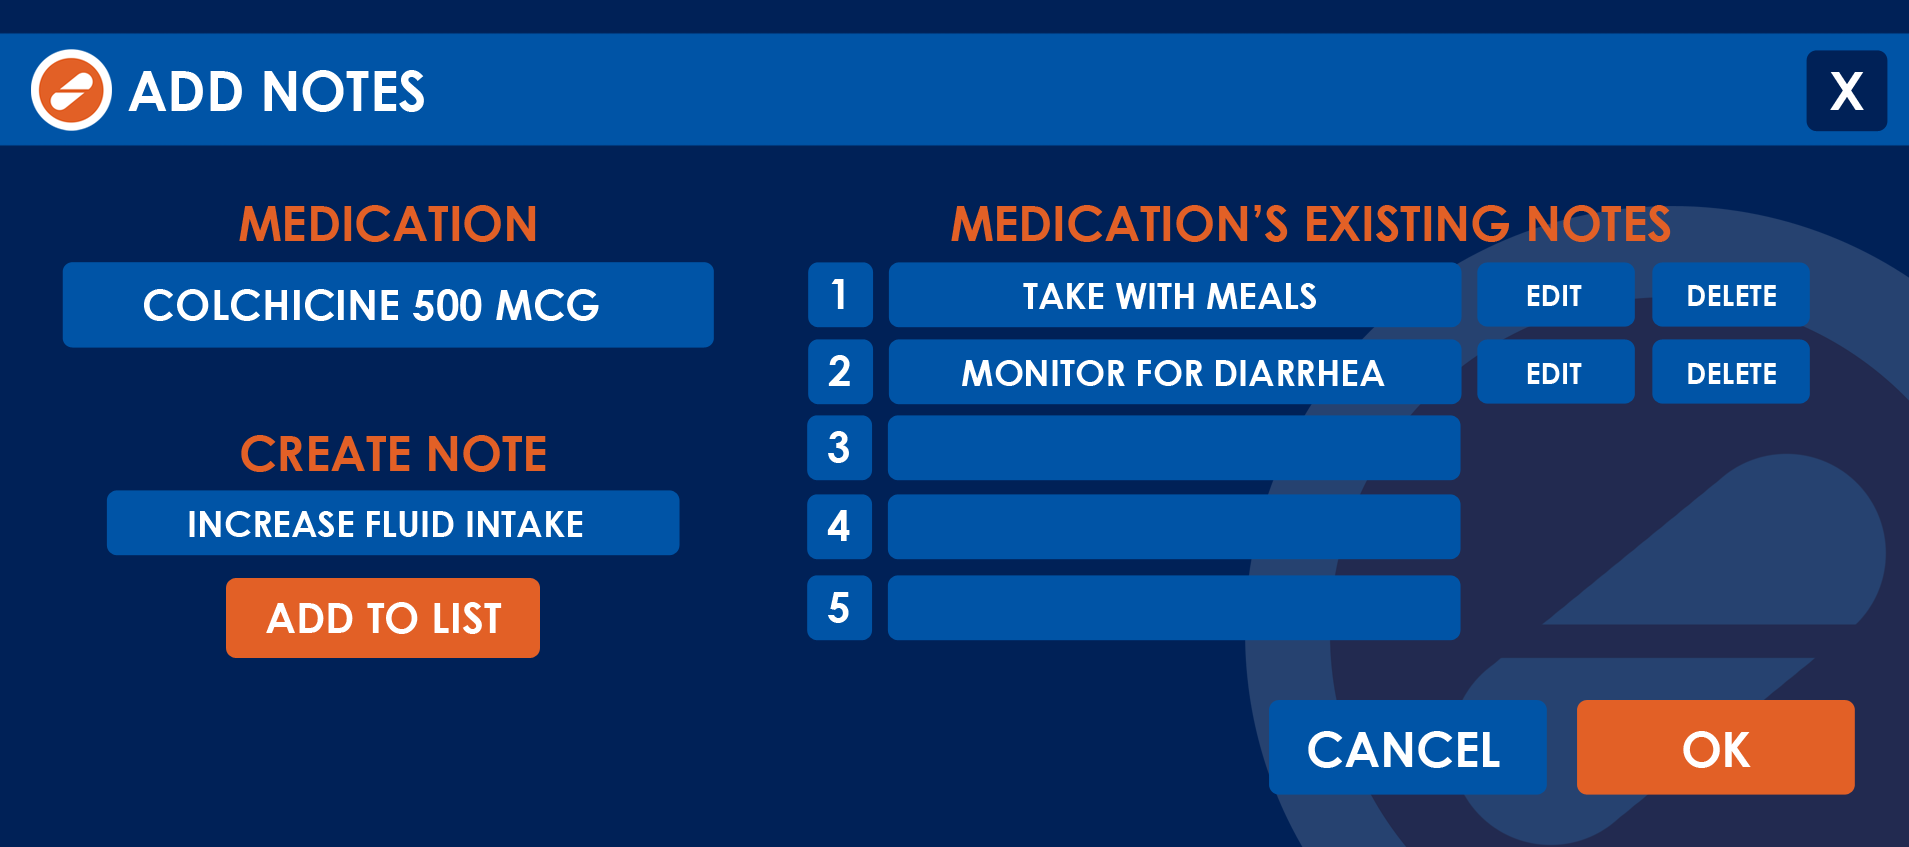 ADD NOTES
X
MEDICATION
COLCHICINE 500 MCG
CREATE NOTE
INCREASE FLUID INTAKE
ADD TO LIST
MEDICATION’S EXISTING NOTES
1 TAKE WITH MEALS EDIT DELETE
2 MONITOR FOR DIARRHEA EDIT DELETE
3
4
5
CANCEL OK